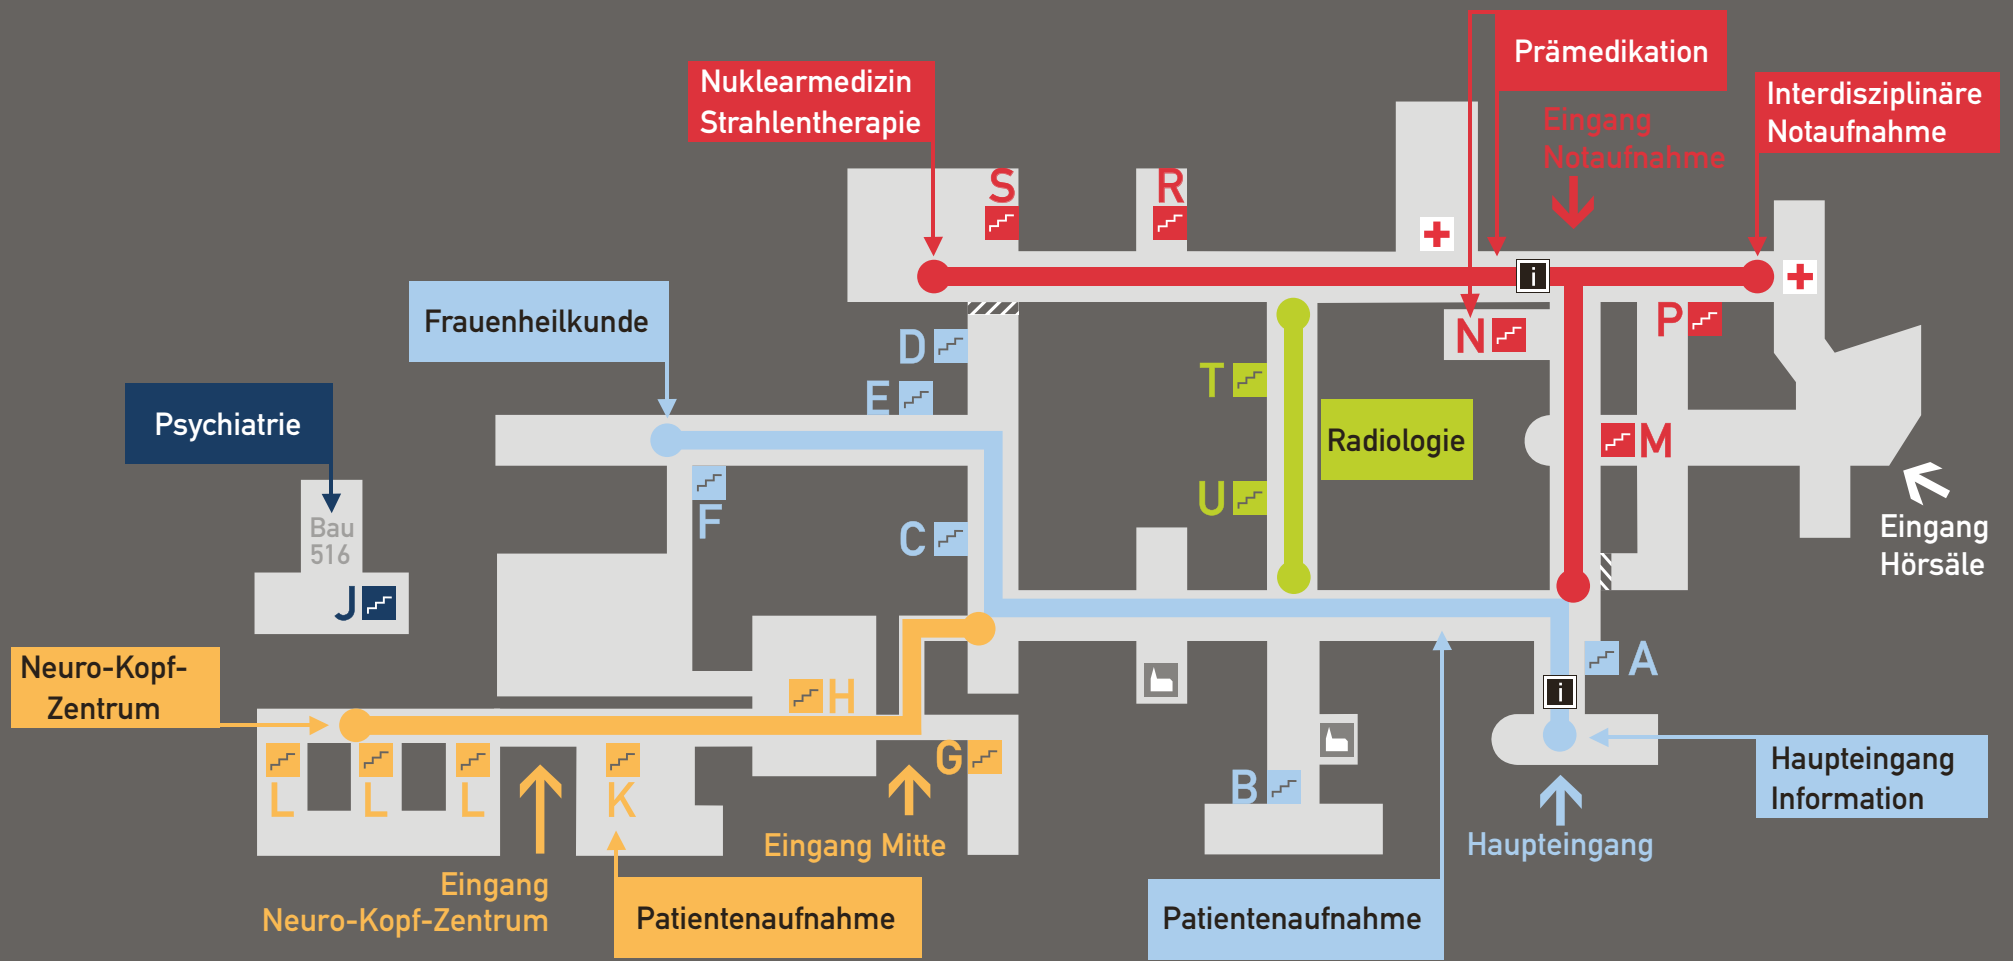 Prämedikation
Nuklearmedizin
Strahlentherapie
Interdisziplinäre
Notaufnahme
Eingang
Notaufnahme
S
R
i
Frauenheilkunde
D
N
P
E
T
Psychiatrie
Radiologie
M
U
F
C
Bau
516
Eingang
Hörsäle
J
Neuro-Kopf-
Zentrum
A
H
i
G
Haupteingang
Information
L
L
L
K
B
Eingang Mitte
Haupteingang
Eingang
Neuro-Kopf-Zentrum
Patientenaufnahme
Patientenaufnahme